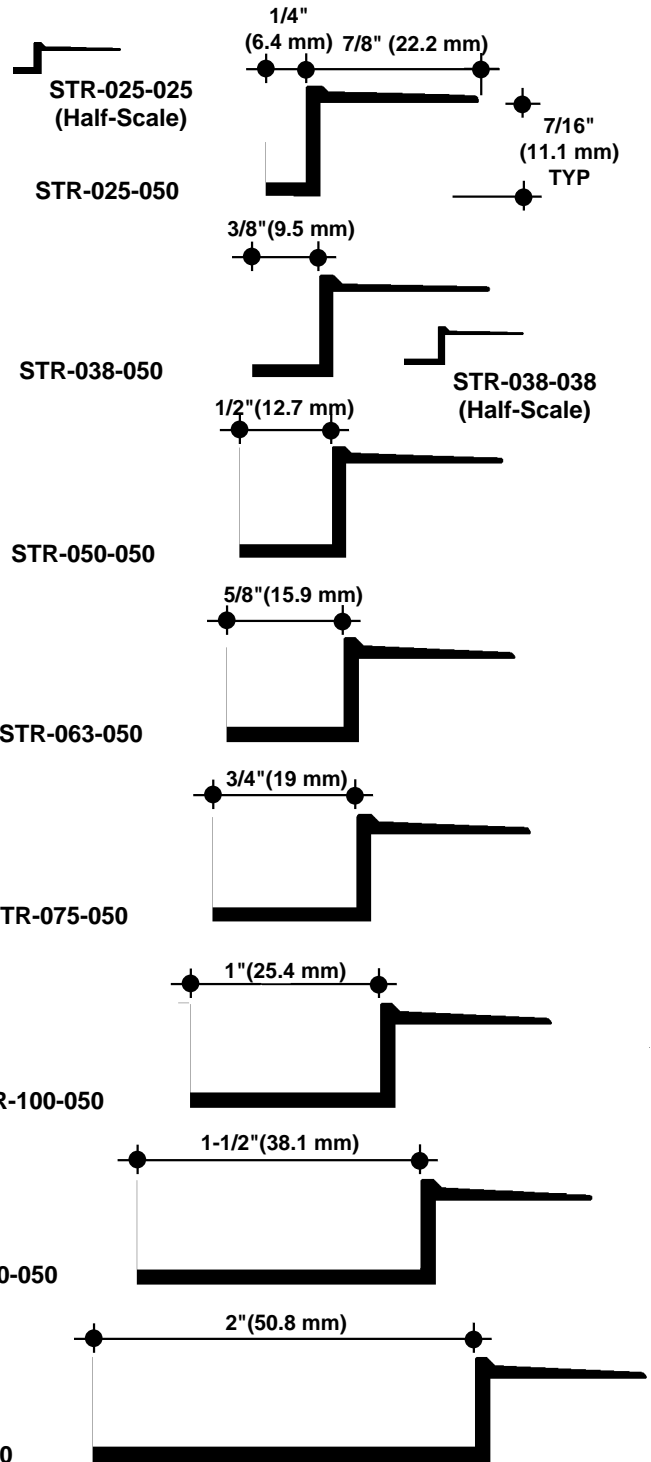 1/4"
(6.4 mm) 7/8" (22.2 mm)
STR-025-025
(Half-Scale)
7/16"
(11.1 mm)
TYP
STR-025-050
3/8"(9.5 mm)
STR-038-050
STR-038-038
(Half-Scale)
1/2"(12.7 mm)
STR-050-050
5/8"(15.9 mm)
STR-063-050
3/4"(19 mm)
TR-075-050
1"(25.4 mm)
R-100-050
1-1/2"(38.1 mm)
0-050
2"(50.8 mm)
0